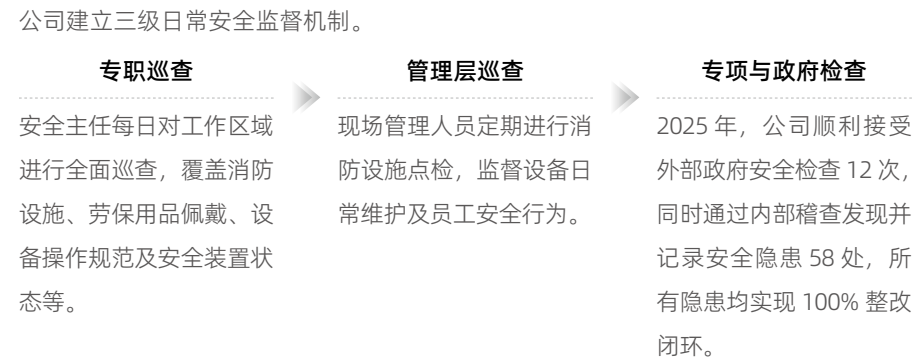 公司建立三级日常安全监督机制。
专职巡查
安全主任每日对工作区域
进行全面巡查，覆盖消防
设施、劳保用品佩戴、设
备操作规范及安全装置状
态等。
管理层巡查
现场管理人员定期进行消
防设施点检，监督设备日
常维护及员工安全行为。
专项与政府检查
2025 年，公司顺利接受
外部政府安全检查 12 次，
同时通过内部稽查发现并
记录安全隐患 58 处，所
有隐患均实现 100% 整改
闭环。